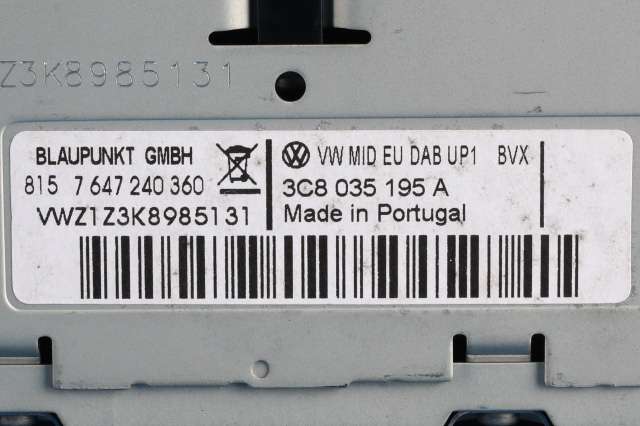 Z3K8985131
BLAUPUNKT GMBH
815 7 647 240 360
VWZ1Z3K8985131
VW MID EU DAB UP1 BVX
3C8 035 195 A
Made in Portugal